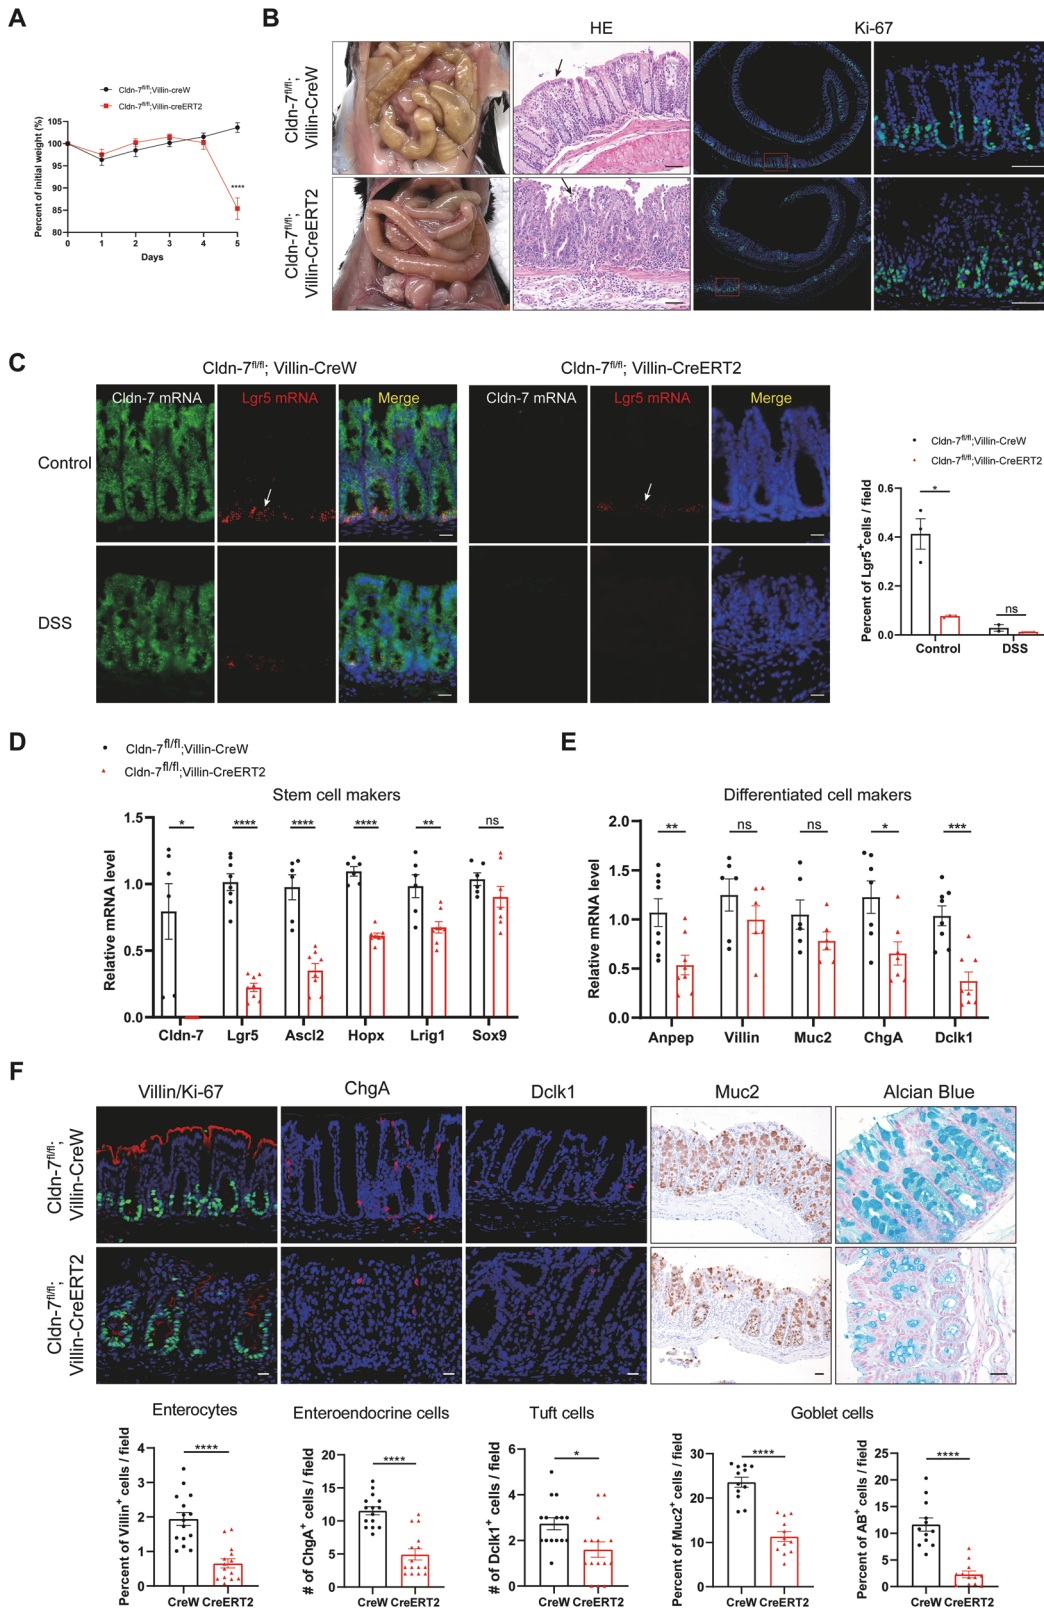 A
Cldn-7fl/fl;Villin-creW
Cldn-7fl/fl;Villin-creERT2
Percent of initial weight (%)
105
100
95
90
85
80
****
0 1 2 3 4 5
Days
B
HE
Ki-67
Cldn-7fl/fl;
Villin-CreW
Cldn-7fl/fl;
Villin-CreERT2
C
Cldn-7fl/fl; Villin-CreW
Cldn-7fl/fl; Villin-CreERT2
Cldn-7 mRNA
Lgr5 mRNA
Merge
Cldn-7 mRNA
Lgr5 mRNA
Merge
Control
DSS
Cldn-7fl/fl;Villin-CreW
Cldn-7fl/fl;Villin-CreERT2
Percent of Lgr5+cells / field
0.6
0.4
0.2
0.0
*
ns
Control DSS
D
Cldn-7fl/fl;Villin-CreW
Cldn-7fl/fl;Villin-CreERT2
Stem cell makers
Relative mRNA level
1.5
1.0
0.5
0.0
* **** **** **** ** ns
Cldn-7 Lgr5 Ascl2 Hopx Lrig1 Sox9
E
Differentiated cell makers
Relative mRNA level
2.0
1.5
1.0
0.5
0.0
** ns ns * ***
Anpep Villin Muc2 ChgA Dclk1
F
Villin/Ki-67
ChgA
Dclk1
Muc2
Alcian Blue
Cldn-7fl/fl;
Villin-CreW
Cldn-7fl/fl;
Villin-CreERT2
Enterocytes
Percent of Villin+ cells / field
4
3
2
1
0
****
CreW CreERT2
Enteroendocrine cells
# of ChgA+ cells / field
20
15
10
5
0
****
CreW CreERT2
Tuft cells
# of Dclk1+ cells / field
6
4
2
0
*
CreW CreERT2
Goblet cells
Percent of Muc2+ cells / field
30
20
10
0
****
CreW CreERT2
Percent of AB+ cells / field
25
20
15
10
5
0
****
CreW CreERT2